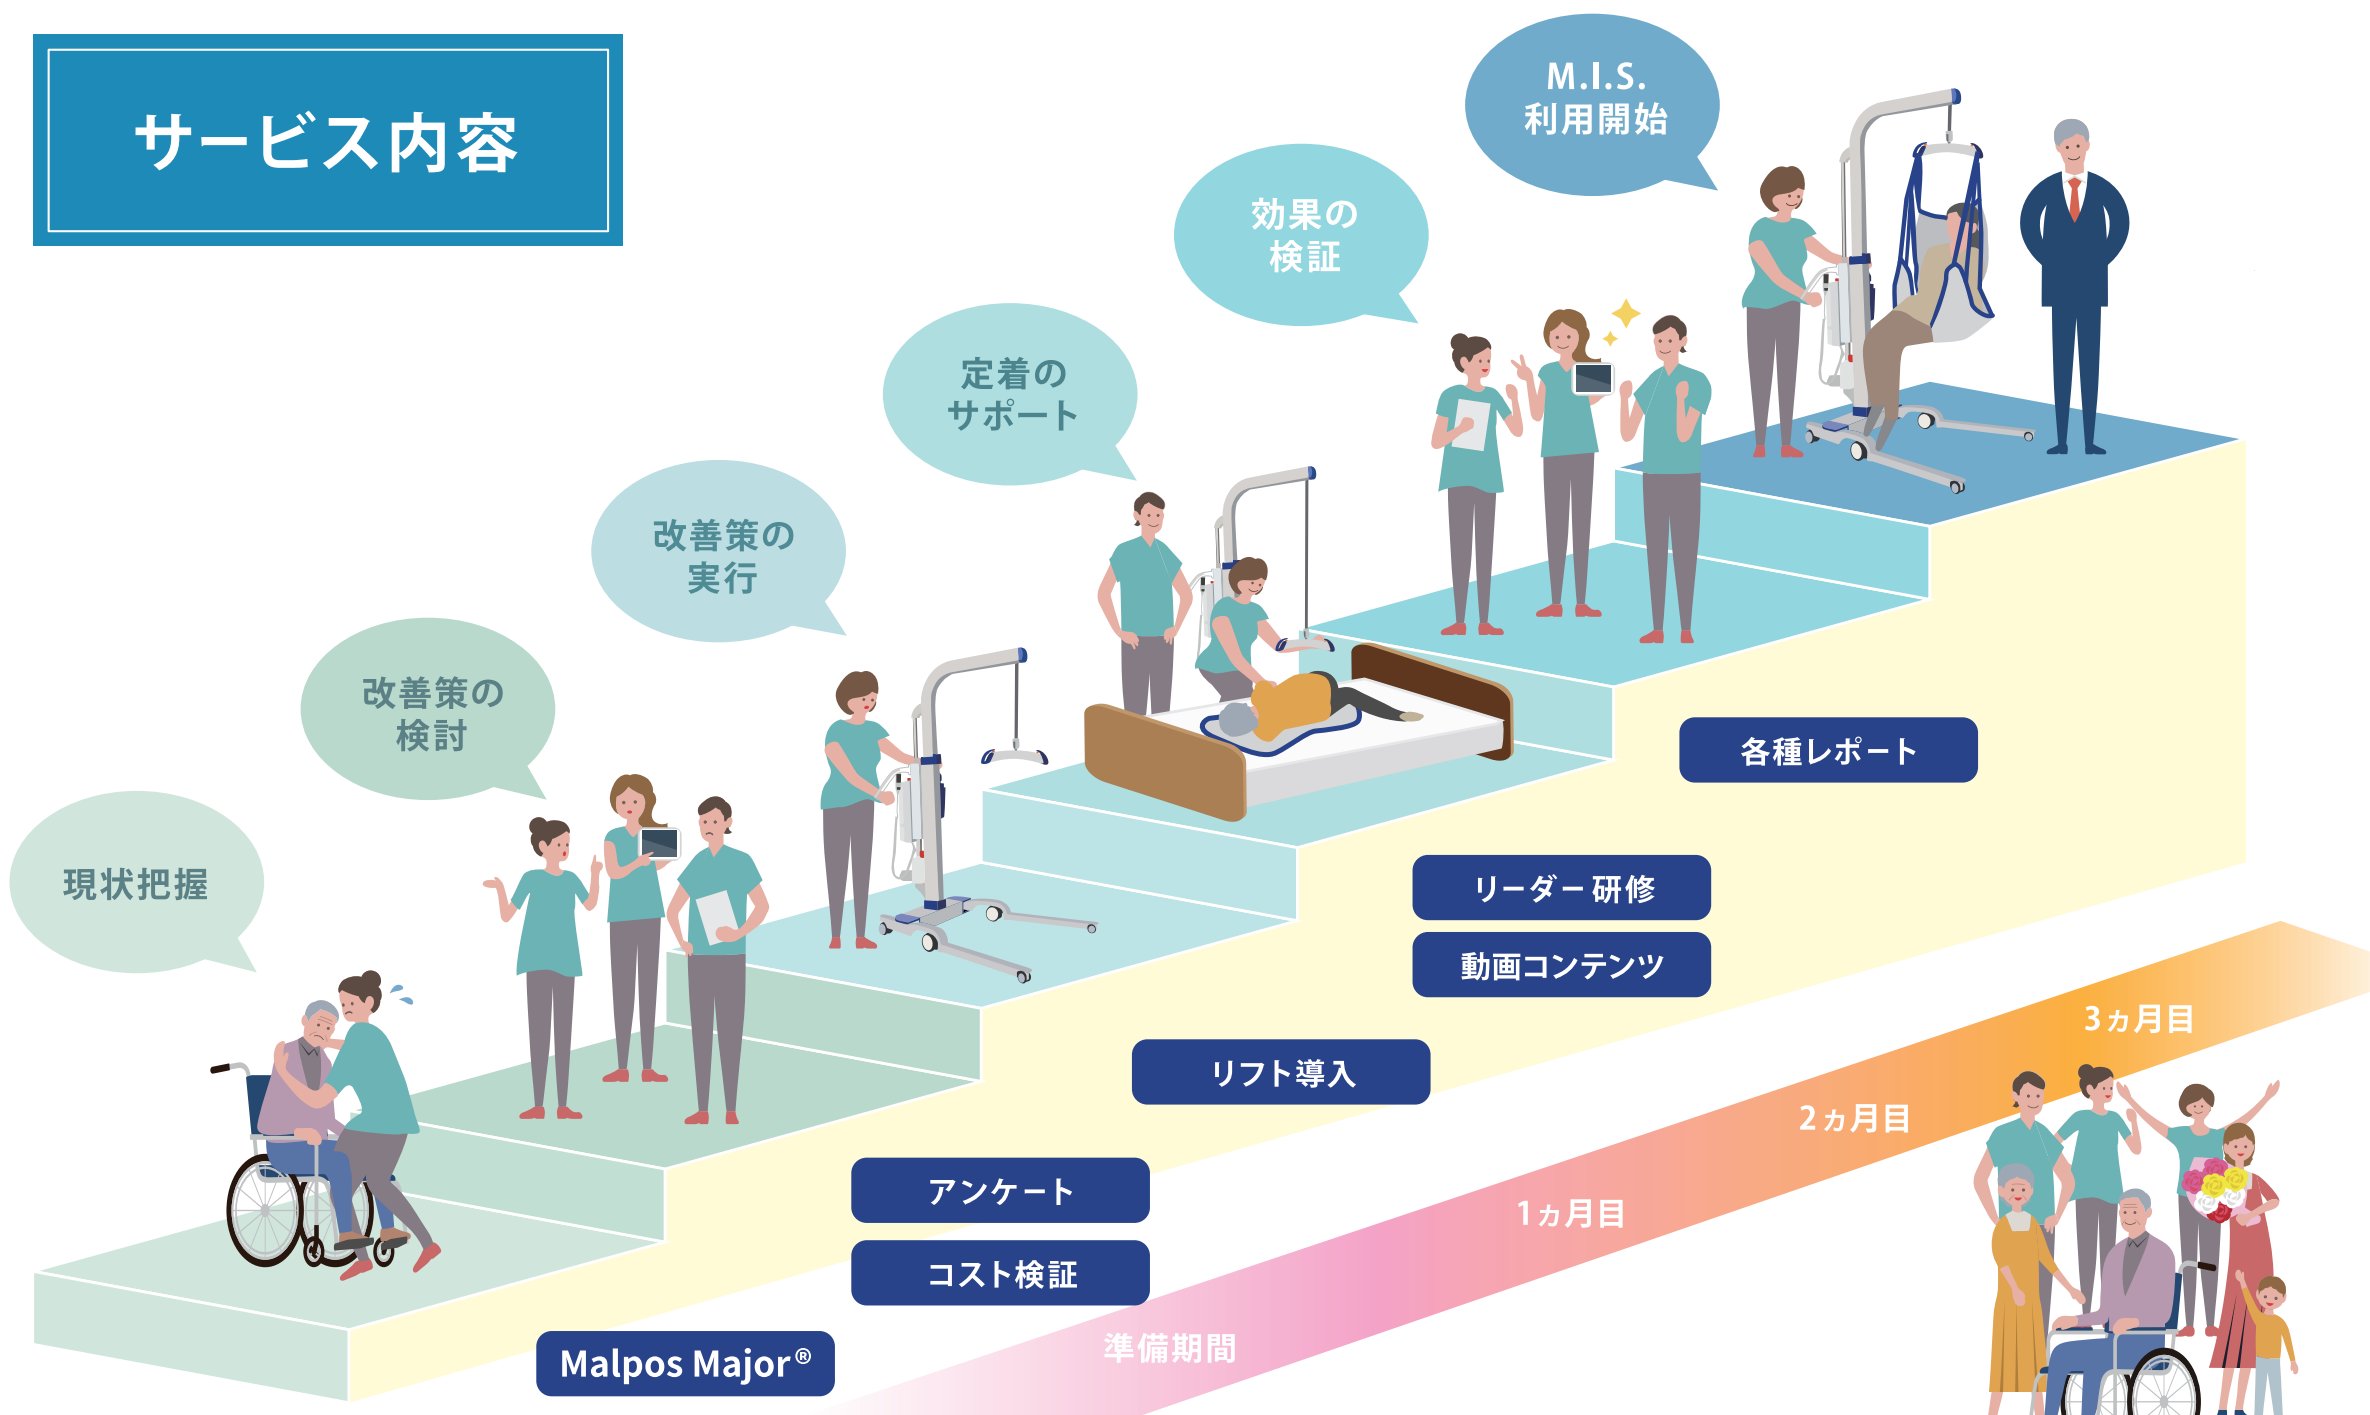 サービス内容
M.I.S.
利用開始
効果の
検証
定着の
サポート
改善策の
実行
改善策の
検討
現状把握
各種レポート
リーダー研修
動画コンテンツ
リフト導入
アンケート
コスト検証
Malpos Major®
準備期間
1ヵ月目
2ヵ月目
3ヵ月目